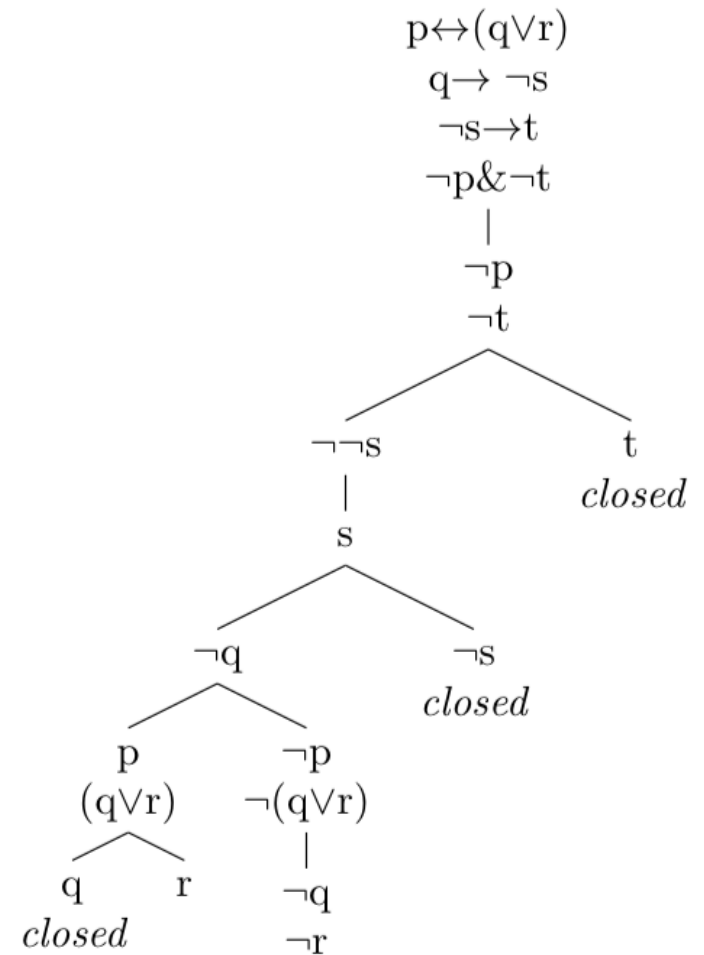 p↔(q∨r)
q→ ¬s
¬s→t
¬p&¬t
¬p
¬t
¬¬s
t
closed
s
¬q
¬s
closed
p
¬p
(q∨r)
¬(q∨r)
q
r
¬q
closed
¬r